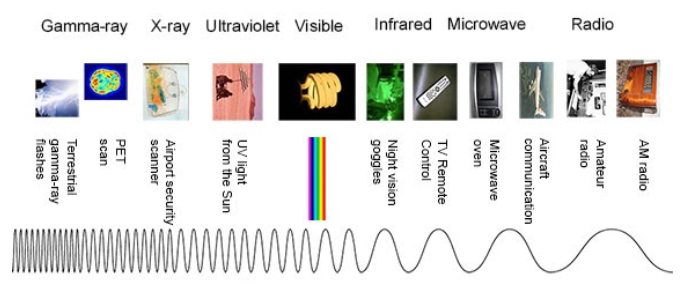 Gamma-ray X-ray Ultraviolet Visible Infrared Microwave Radio
Terrestrial
gamma-ray
flashes
PET
scan
Airport security
scanner
UV light
from the Sun
Night vision
goggles
TV Remote
Control
Microwave
oven
Aircraft
communication
Amateur
radio
AM radio